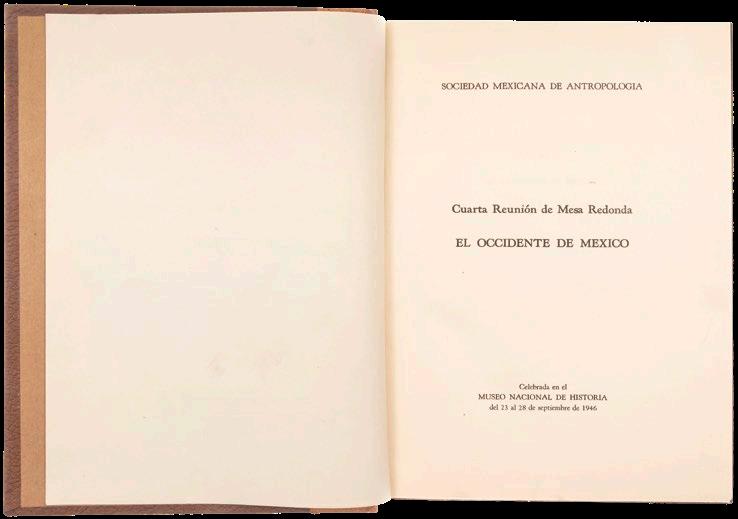 SOCIEDAD MEXICANA DE ANTROPOLOGIA
Cuarta Reunión de Mesa Redonda
EL OCCIDENTE DE MEXICO
Celebrada en el
MUSEO NACIONAL DE HISTORIA
del 23 al 28 de septiembre de 1946